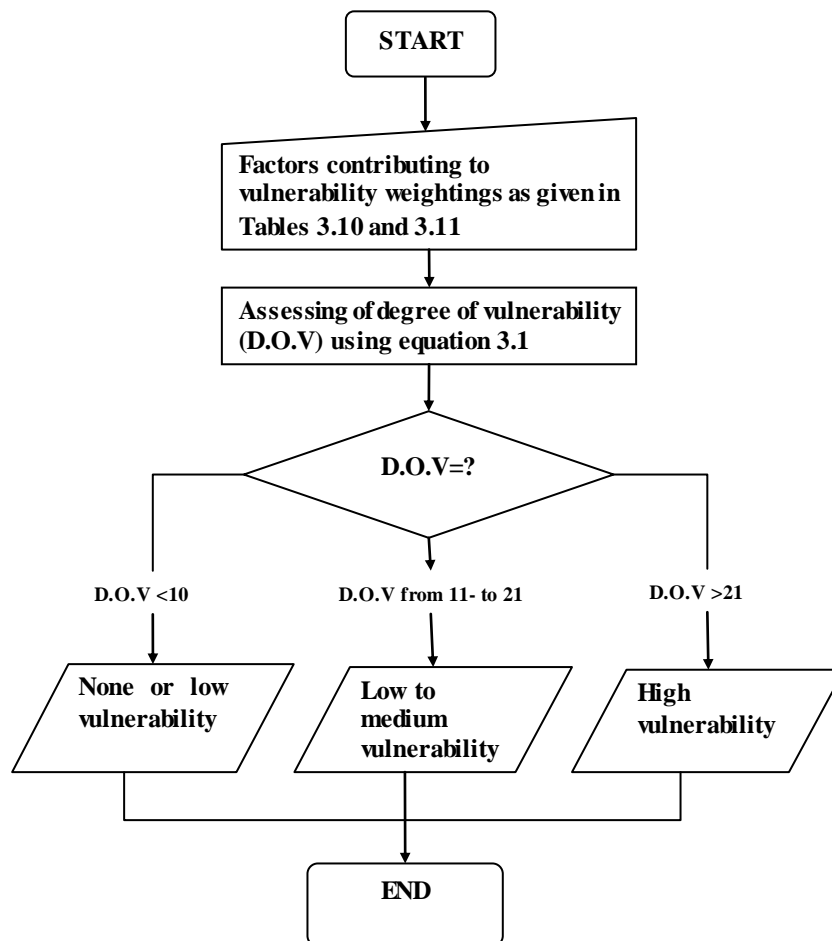 START
Factors contributing to
vulnerability weightings as given in
Tables 3.10 and 3.11
Assessing of degree of vulnerability
(D.O.V) using equation 3.1
D.O.V=?
D.O.V <10
D.O.V from 11- to 21
D.O.V >21
None or low
vulnerability
Low to
medium
vulnerability
High
vulnerability
END